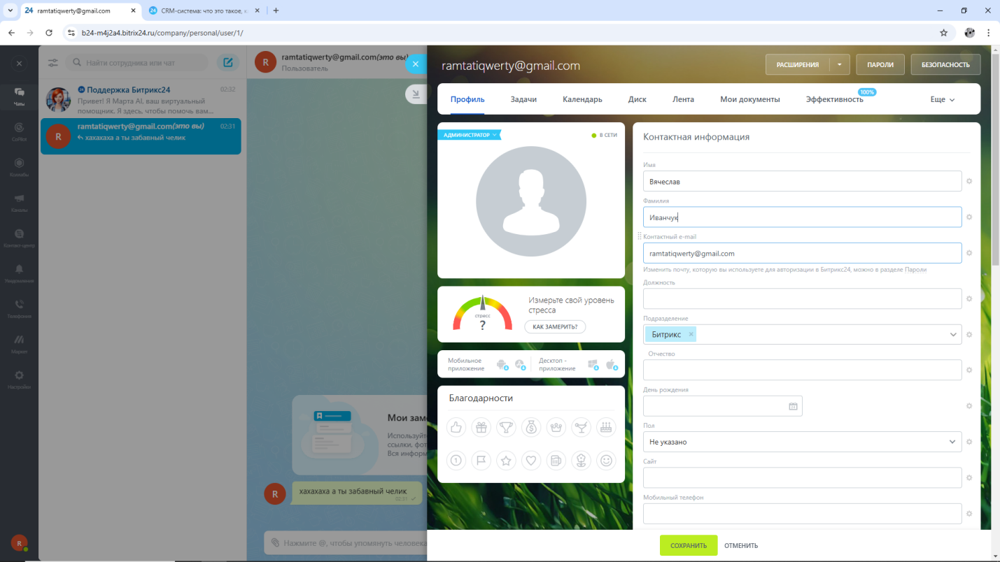 24 ramtatiqwerty@gmail.com
24 CRM-система: что это такое, к
b24-m4j2a4.bitrix24.ru/company/personal/user/1/
Чаты
CoPilot
Коллабы
Каналы
Контакт-центр
Уведомления
Телефония
Маркет
Настройки
R
Найти сотрудника или чат
Поддержка Битрикс24 02:32
Привет! Я Марта AI, ваш виртуальный
помощник. Я здесь, чтобы помочь вам...
R
ramtatiqwerty@gmail.com(это вы) 02:31
хахахаха а ты забавный челик
R
ramtatiqwerty@gmail.com(это вы)
Пользователь
Мои заме
Используйте
ссылки, фот
Вся информ
R
хахахаха а ты забавный челик
02:31
Нажмите @, чтобы упомянуть человека
ramtatiqwerty@gmail.com
РАСШИРЕНИЯ
ПАРОЛИ
БЕЗОПАСНОСТЬ
Профиль
Задачи
Календарь
Диск
Лента
Мои документы
Эффективность
100%
Еще
АДМИНИСТРАТОР
В СЕТИ
стресс
?
Измерьте свой уровень
стресса
КАК ЗАМЕРИТЬ?
Мобильное
приложение
Десктоп -
приложение
Благодарности
1
Контактная информация
Имя
Вячеслав
Фамилия
Иванчук
Контактный e-mail
ramtatiqwerty@gmail.com
Изменить почту, которую вы используете для авторизации в Битрикс24, можно в разделе Пароли
Должность
Подразделение
Битрикс
Отчество
День рождения
Пол
Не указано
Сайт
Мобильный телефон
СОХРАНИТЬ
ОТМЕНИТЬ